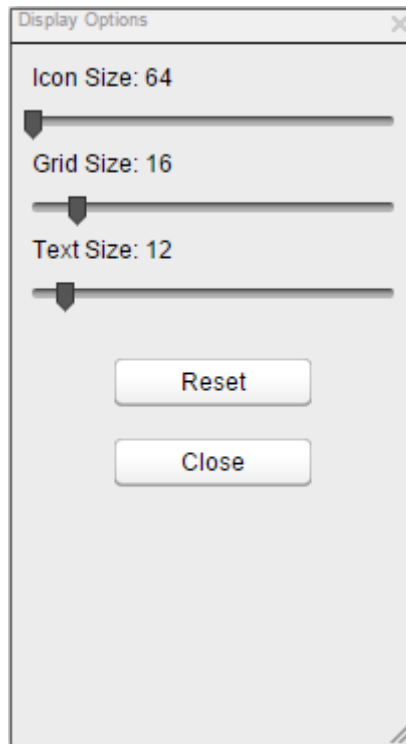 Display Options
Icon Size: 64
Grid Size: 16
Text Size: 12
Reset
Close